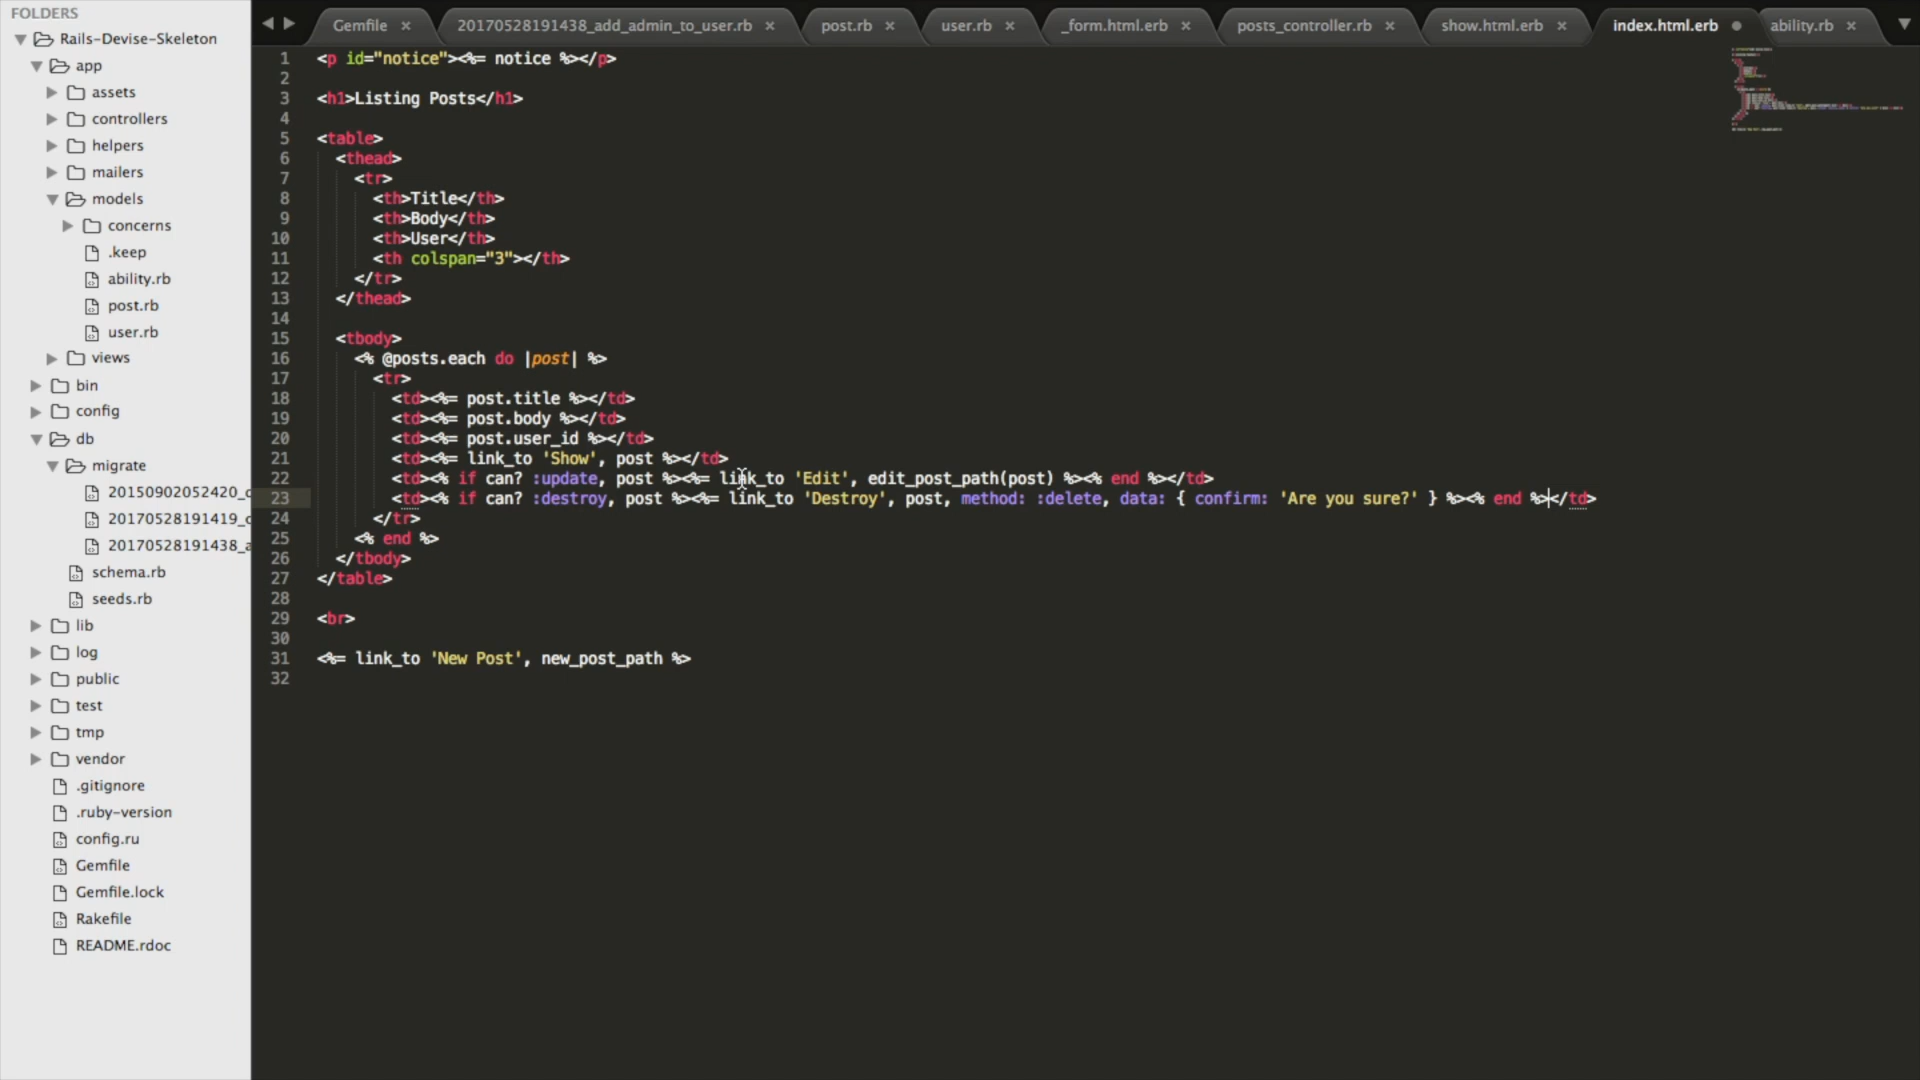 FOLDERS
Rails-Devise-Skeleton
app
assets
controllers
helpers
mailers
models
concerns
.keep
ability.rb
post.rb
user.rb
views
bin
config
db
migrate
20150902052420_
20170528191419_
20170528191438_a
schema.rb
seeds.rb
lib
log
public
test
tmp
vendor
.gitignore
.ruby-version
config.ru
Gemfile
Gemfile.lock
Rakefile
README.rdoc
Gemfile × 20170528191438_add_admin_to_user.rb × post.rb × user.rb × _form.html.erb × posts_controller.rb × show.html.erb × index.html.erb ability.rb ×
1 <p id="notice"><%= notice %></p>
2
3 <h1>Listing Posts</h1>
4
5 <table>
6 <thead>
7 <tr>
8 <th>Title</th>
9 <th>Body</th>
10 <th>User</th>
11 <th colspan="3"></th>
12 </tr>
13 </thead>
14
15 <tbody>
16 <% @posts.each do |post| %>
17 <tr>
18 <td><%= post.title %></td>
19 <td><%= post.body %></td>
20 <td><%= post.user_id %></td>
21 <td><%= link_to 'Show', post %></td>
22 <td><% if can? :update, post %><%= link_to 'Edit', edit_post_path(post) %><% end %></td>
23 <td><% if can? :destroy, post %><%= link_to 'Destroy', post, method: :delete, data: { confirm: 'Are you sure?' } %><% end %></td>
24 </tr>
25 <% end %>
26 </tbody>
27 </table>
28
29 <br>
30
31 <%= link_to 'New Post', new_post_path %>
32